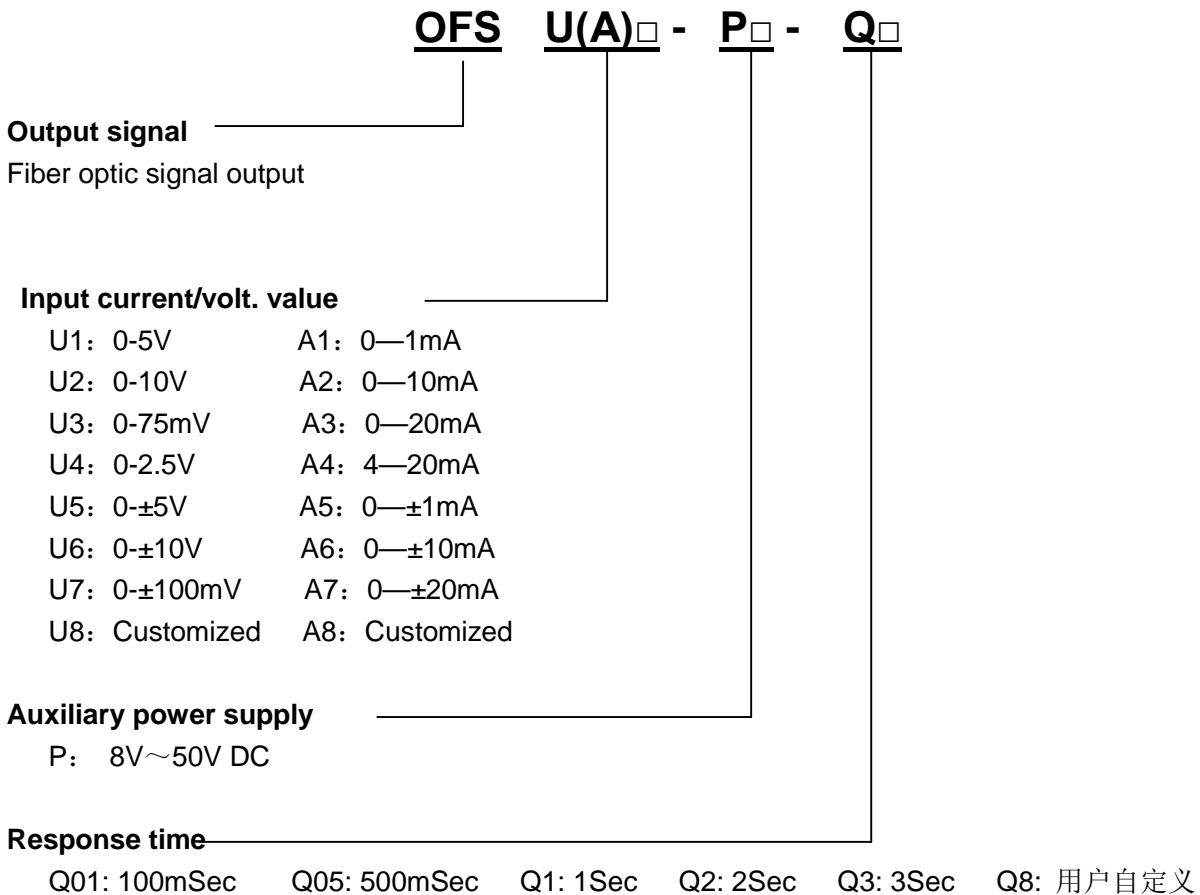 OFS U(A)□ - P□ - Q□
Output signal
Fiber optic signal output
Input current/volt. value
U1：0-5V A1：0—1mA
U2：0-10V A2：0—10mA
U3：0-75mV A3：0—20mA
U4：0-2.5V A4：4—20mA
U5：0-±5V A5：0—±1mA
U6：0-±10V A6：0—±10mA
U7：0-±100mV A7：0—±20mA
U8：Customized A8：Customized
Auxiliary power supply
P： 8V～50V DC
Response time
Q01: 100mSec Q05: 500mSec Q1: 1Sec Q2: 2Sec Q3: 3Sec Q8: 用户自定义